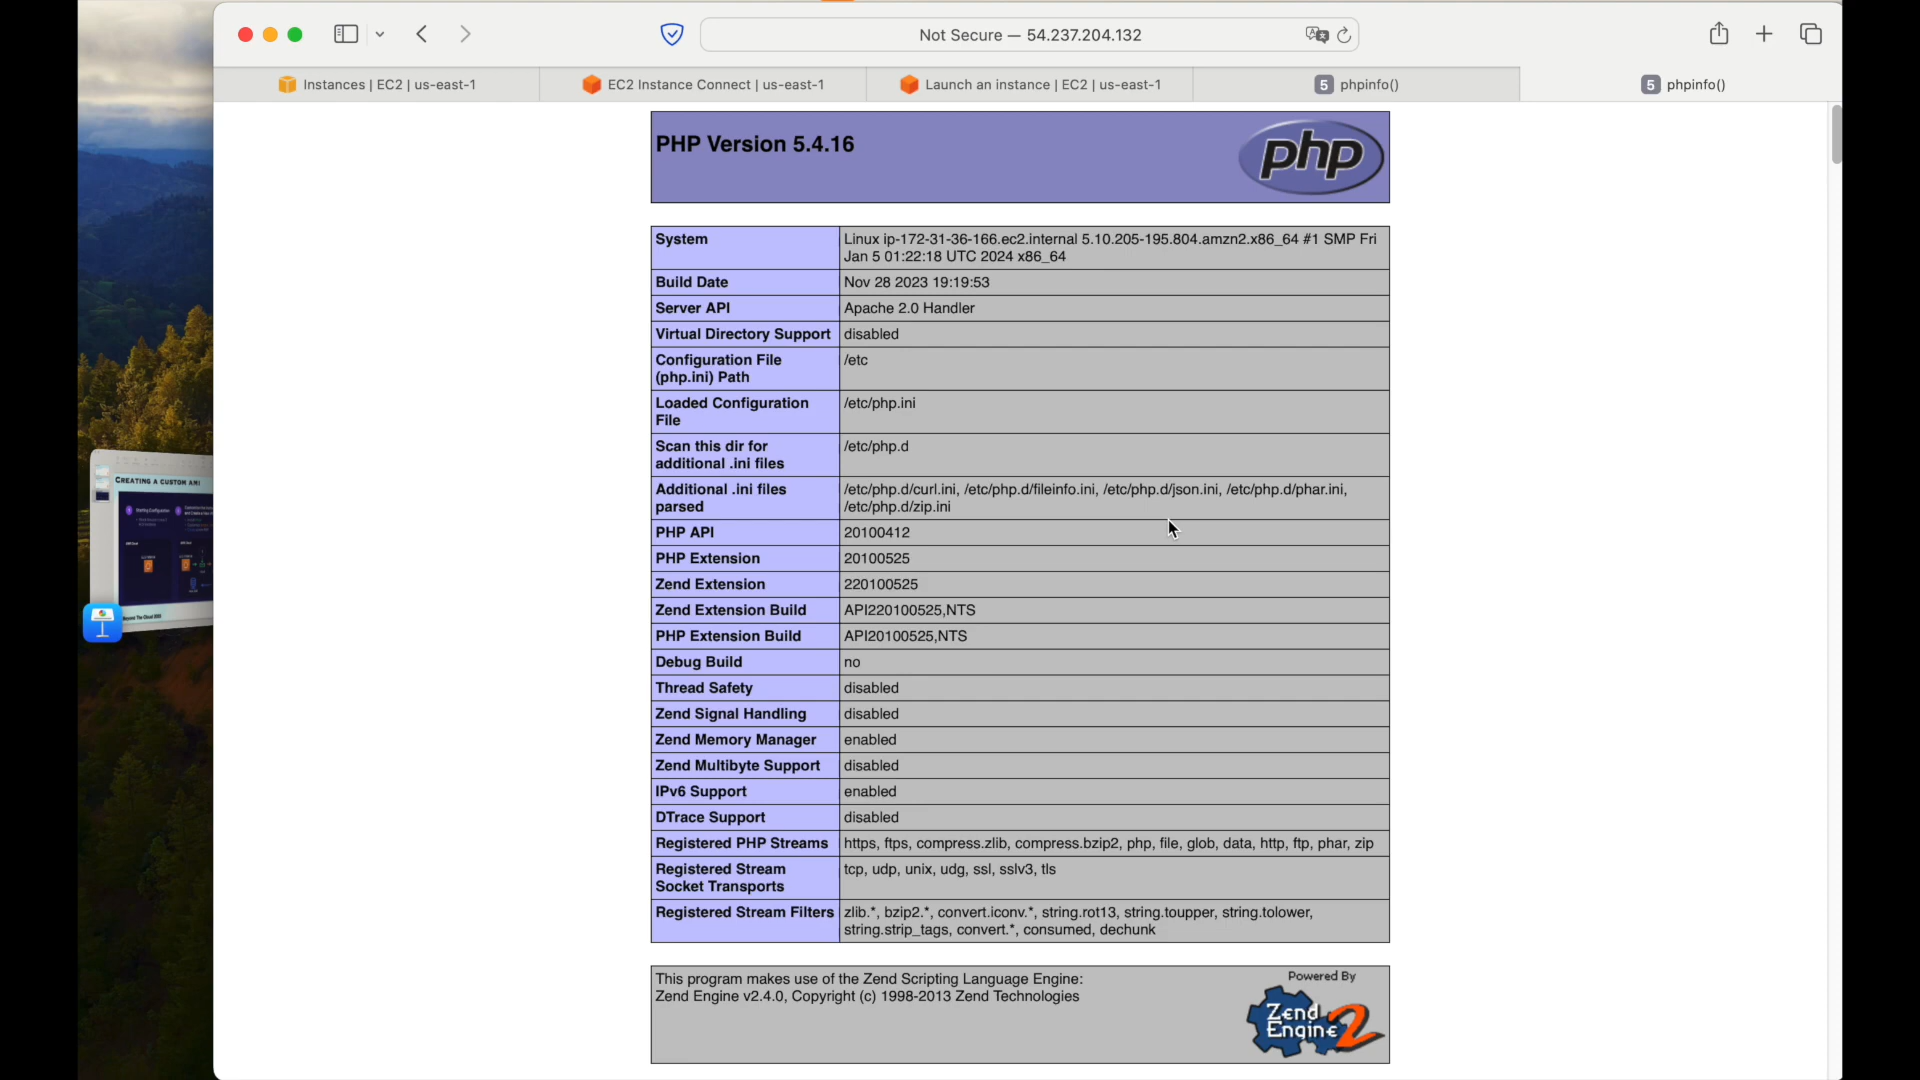 Not Secure — 54.237.204.132
Instances | EC2 | us-east-1
EC2 Instance Connect | us-east-1
Launch an instance | EC2 | us-east-1
5 phpinfo()
5 phpinfo()
PHP Version 5.4.16
php
System Linux ip-172-31-36-166.ec2.internal 5.10.205-195.804.amzn2.x86_64 #1 SMP Fri
Jan 5 01:22:18 UTC 2024 x86_64
Build Date Nov 28 2023 19:19:53
Server API Apache 2.0 Handler
Virtual Directory Support disabled
Configuration File /etc
(php.ini) Path
Loaded Configuration /etc/php.ini
File
Scan this dir for /etc/php.d
additional .ini files
Additional .ini files /etc/php.d/curl.ini, /etc/php.d/fileinfo.ini, /etc/php.d/json.ini, /etc/php.d/phar.ini,
parsed /etc/php.d/zip.ini
PHP API 20100412
PHP Extension 20100525
Zend Extension 220100525
Zend Extension Build API220100525,NTS
PHP Extension Build API20100525,NTS
Debug Build no
Thread Safety disabled
Zend Signal Handling disabled
Zend Memory Manager enabled
Zend Multibyte Support disabled
IPv6 Support enabled
DTrace Support disabled
Registered PHP Streams https, ftps, compress.zlib, compress.bzip2, php, file, glob, data, http, ftp, phar, zip
Registered Stream tcp, udp, unix, udg, ssl, sslv3, tls
Socket Transports
Registered Stream Filters zlib.*, bzip2.*, convert.iconv.*, string.rot13, string.toupper, string.tolower,
string.strip_tags, convert.*, consumed, dechunk
This program makes use of the Zend Scripting Language Engine:
Zend Engine v2.4.0, Copyright (c) 1998-2013 Zend Technologies
Powered By
Zend
Engine 2
CREATING A CUSTOM AMI
Starting Configuration
Beyond The Cloud